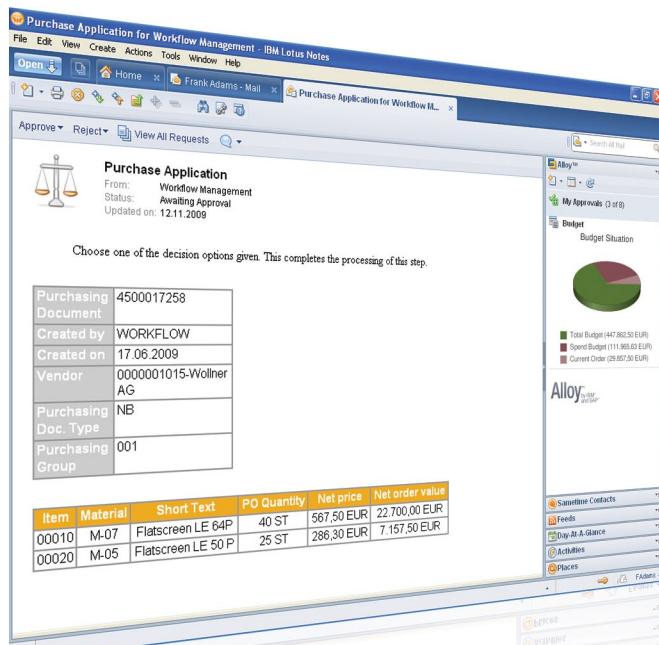 Purchase Application for Workflow Management - IBM Lotus Notes
File Edit View Create Actions Tools Window Help
Open
Home
Frank Adams - Mail
Purchase Application for Workflow M...
Approve Reject View All Requests
Search All Mail
Purchase Application
From: Workflow Management
Status: Awaiting Approval
Updated on: 12.11.2009
Choose one of the decision options given. This completes the processing of this step.
Purchasing Document 4500017258
Created by WORKFLOW
Created on 17.06.2009
Vendor 0000001015-Wollner AG
Purchasing Doc. Type NB
Purchasing Group 001
Item Material Short Text PO Quantity Net price Net order value
00010 M-07 Flatscreen LE 64P 40 ST 567,50 EUR 22.700,00 EUR
00020 M-05 Flatscreen LE 50 P 25 ST 286,30 EUR 7.157,50 EUR
Alloy™
My Approvals (3 of 8)
Budget
Budget Situation
Total Budget (447.862,50 EUR)
Spend Budget (111.965,63 EUR)
Current Order (29.857,50 EUR)
Alloy by IBM and SAP
Sametime Contacts
Feeds
Day-At-A-Glance
Activities
Places